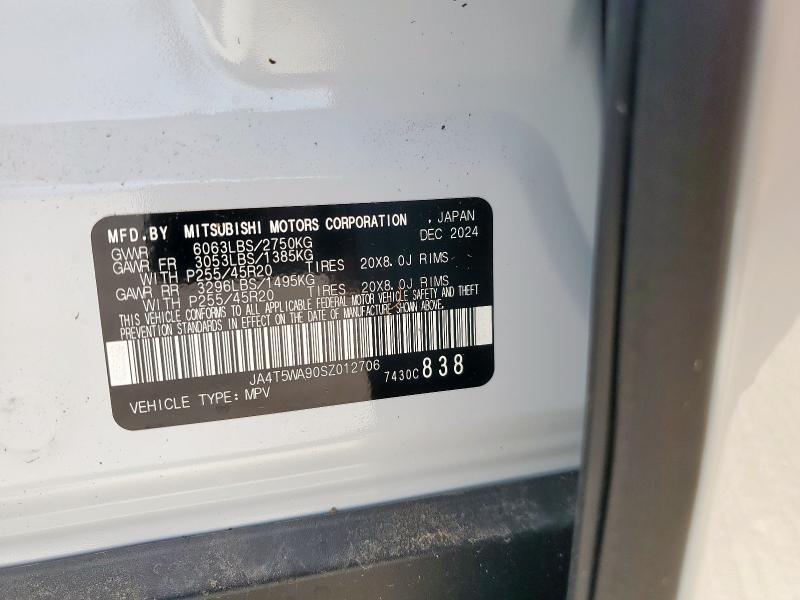 MFD.BY MITSUBISHI MOTORS CORPORATION , JAPAN
GVWR 6063LBS/2750KG DEC 2024
GAWR FR 3053LBS/1385KG
WITH P255/45R20 TIRES 20X8.0J RIMS
GAWR RR 3296LBS/1495KG
WITH P255/45R20 TIRES 20X8.0J RIMS
THIS VEHICLE CONFORMS TO ALL APPLICABLE FEDERAL MOTOR VEHICLE SAFETY AND THEFT
PREVENTION STANDARDS IN EFFECT ON THE DATE OF MANUFACTURE SHOWN ABOVE.
JA4T5WA90SZ012706 7430C 838
VEHICLE TYPE: MPV